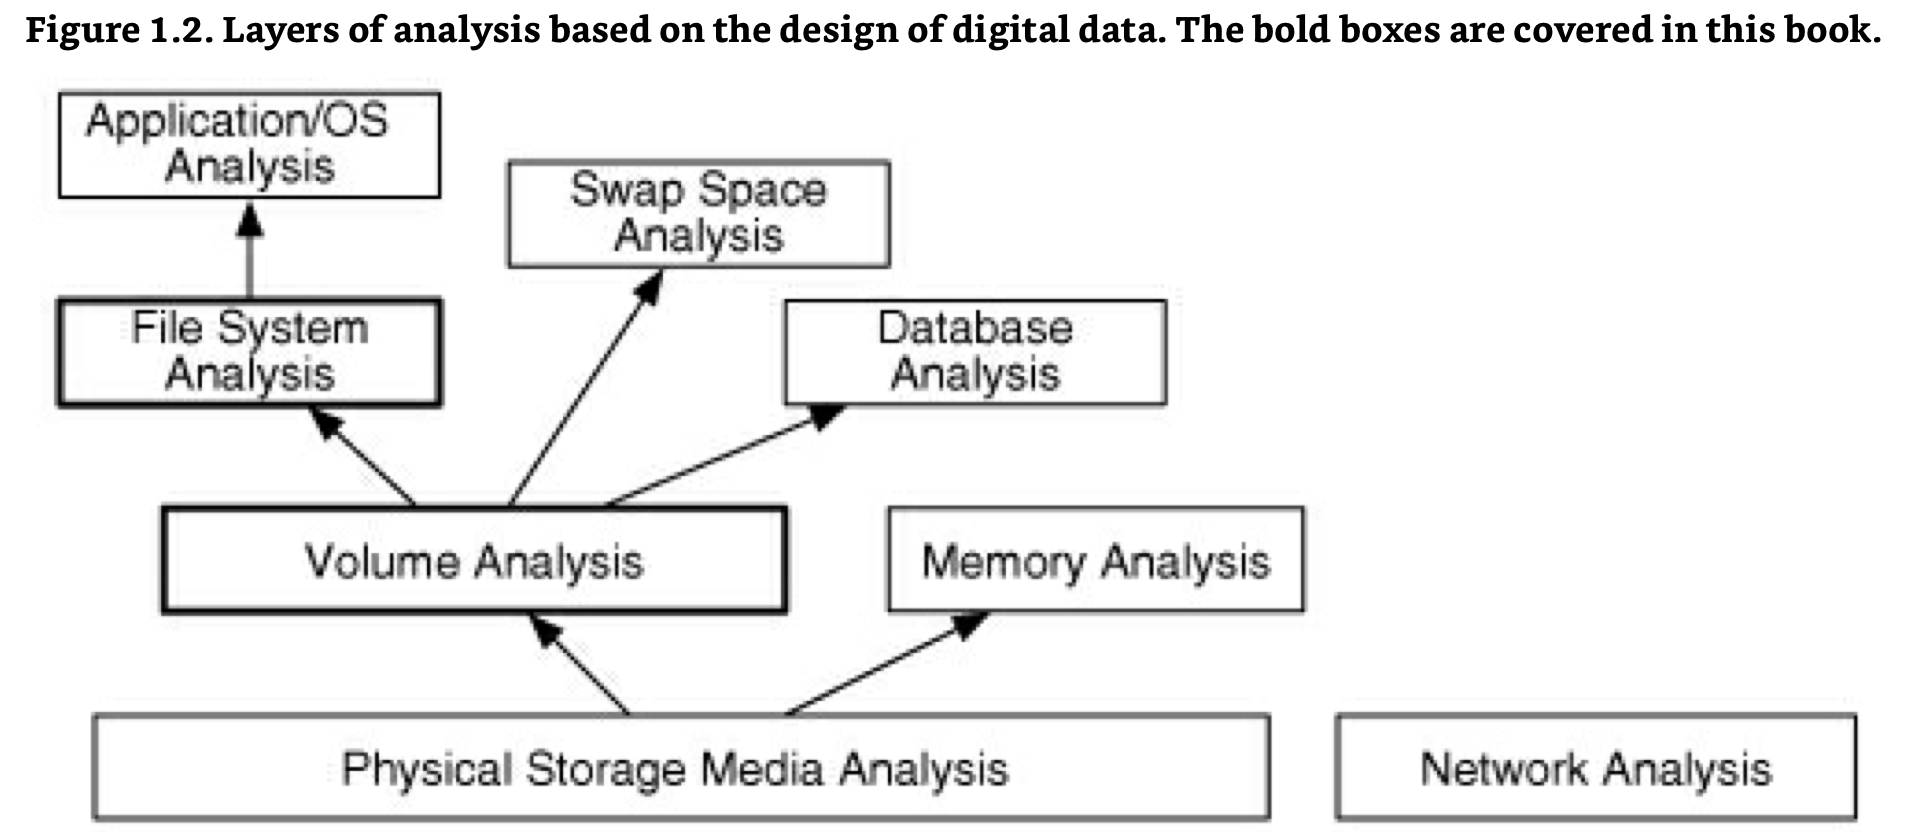 Figure 1.2. Layers of analysis based on the design of digital data. The bold boxes are covered in this book.
Application/OS
Analysis
Swap Space
Analysis
File System
Analysis
Database
Analysis
Volume Analysis
Memory Analysis
Physical Storage Media Analysis
Network Analysis